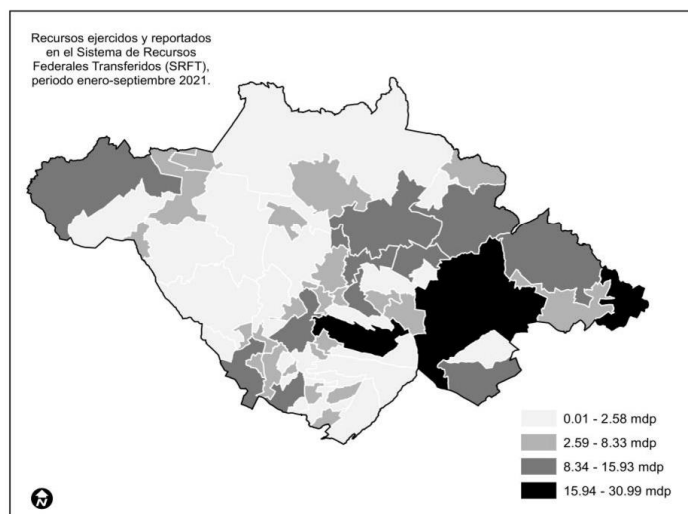 Recursos ejercidos y reportados
en el Sistema de Recursos
Federales Transferidos (SRFT),
periodo enero-septiembre 2021.
0.01 - 2.58 mdp
2.59 - 8.33 mdp
8.34 - 15.93 mdp
15.94 - 30.99 mdp
N